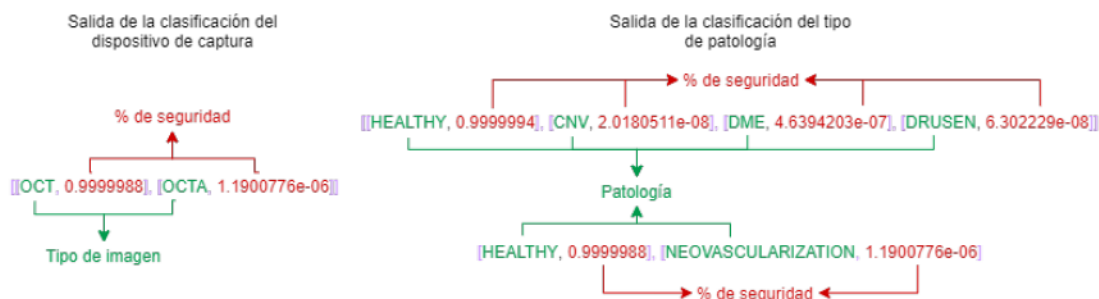 Salida de la clasificación del
dispositivo de captura
% de seguridad
[[OCT, 0.9999988], [OCTA, 1.1900776e-06]]
Tipo de imagen
Salida de la clasificación del tipo
de patología
% de seguridad
[[HEALTHY, 0.9999994], [CNV, 2.0180511e-08], [DME, 4.6394203e-07], [DRUSEN, 6.302229e-08]]
Patología
[HEALTHY, 0.9999988], [NEOVASCULARIZATION, 1.1900776e-06]
% de seguridad